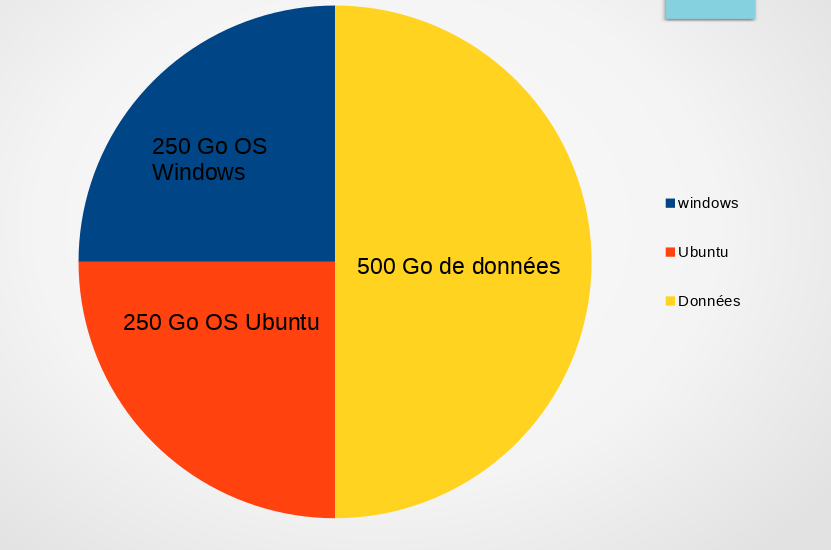 250 Go OS
Windows
500 Go de données
250 Go OS Ubuntu
windows
Ubuntu
Données